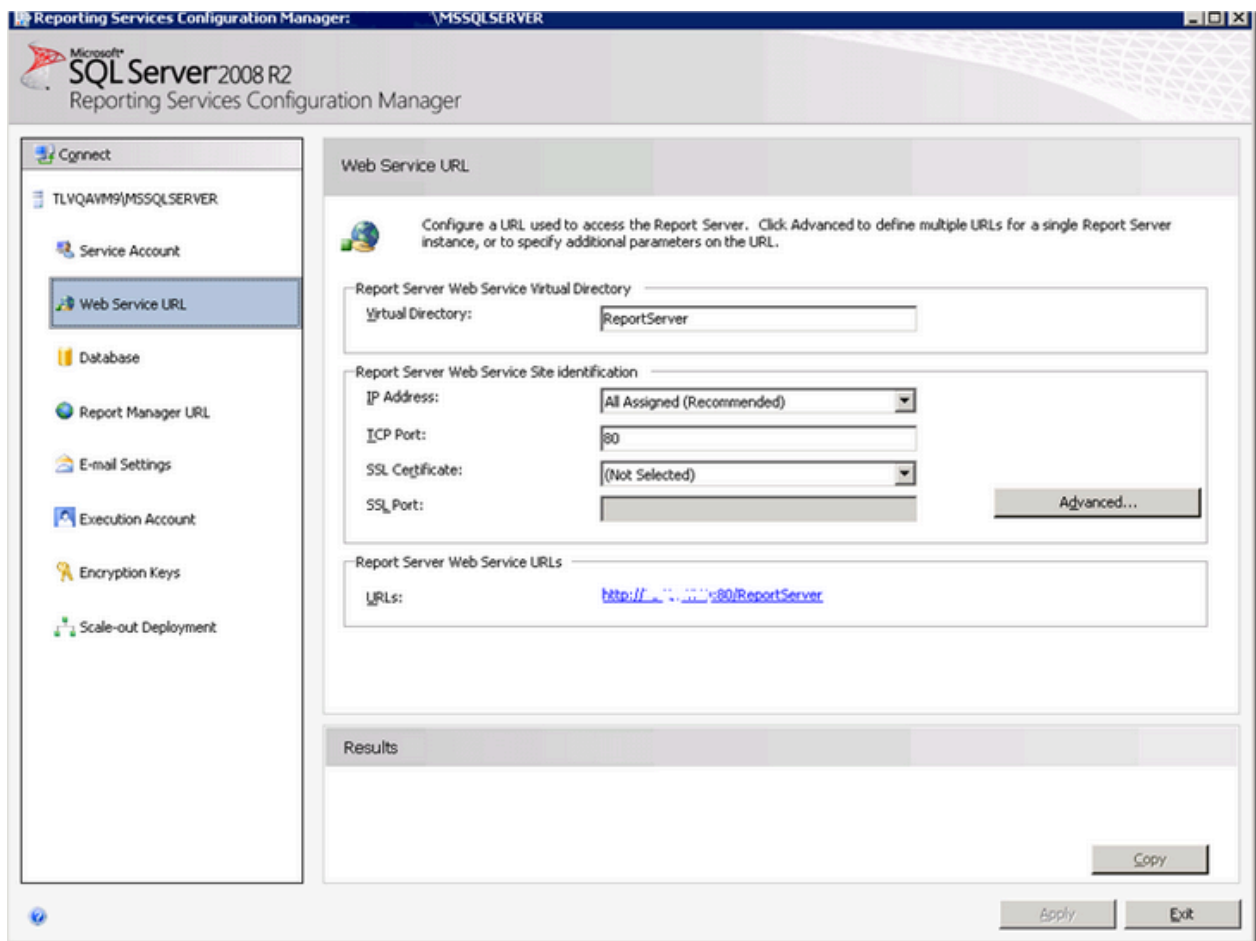 Reporting Services Configuration Manager: \MSSQLSERVER
Microsoft
SQL Server 2008 R2
Reporting Services Configuration Manager
Connect
TLVQAVM9\MSSQLSERVER
Service Account
Web Service URL
Database
Report Manager URL
E-mail Settings
Execution Account
Encryption Keys
Scale-out Deployment
Web Service URL
Configure a URL used to access the Report Server. Click Advanced to define multiple URLs for a single Report Server
instance, or to specify additional parameters on the URL.
Report Server Web Service Virtual Directory
Virtual Directory:
ReportServer
Report Server Web Service Site identification
IP Address:
All Assigned (Recommended)
TCP Port:
80
SSL Certificate:
(Not Selected)
SSL Port:
Advanced...
Report Server Web Service URLs
URLs:
http:// :80/ReportServer
Results
Copy
Apply
Exit